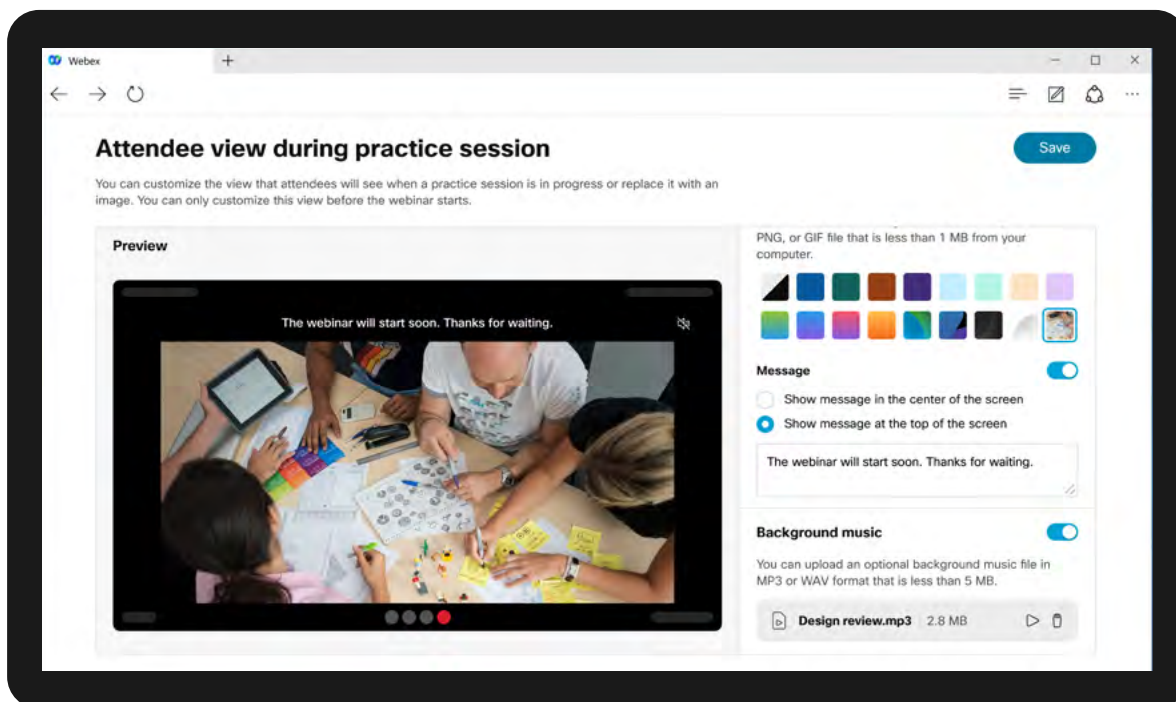 Webex
Attendee view during practice session
Save
You can customize the view that attendees will see when a practice session is in progress or replace it with an
image. You can only customize this view before the webinar starts.
Preview
The webinar will start soon. Thanks for waiting.
PNG, or GIF file that is less than 1 MB from your
computer.
Message
Show message in the center of the screen
Show message at the top of the screen
The webinar will start soon. Thanks for waiting.
Background music
You can upload an optional background music file in
MP3 or WAV format that is less than 5 MB.
Design review.mp3 2.8 MB